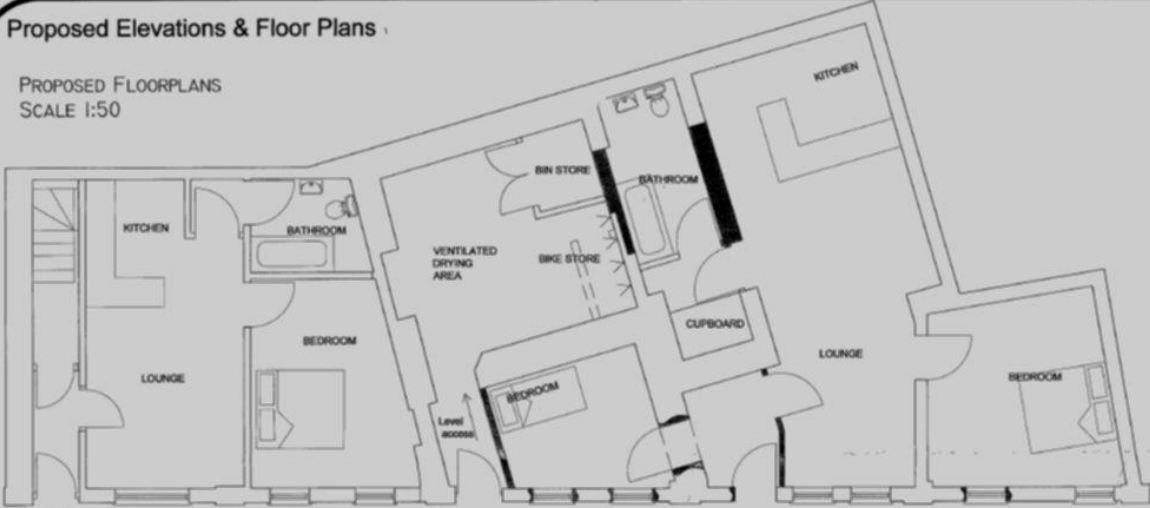 Proposed Elevations & Floor Plans
PROPOSED FLOORPLANS
SCALE 1:50
KITCHEN
BIN STORE
BATHROOM
KITCHEN
BATHROOM
VENTILATED
DRYING
AREA
BIKE STORE
CUPBOARD
BEDROOM
LOUNGE
LOUNGE
BEDROOM
BEDROOM
Level
access